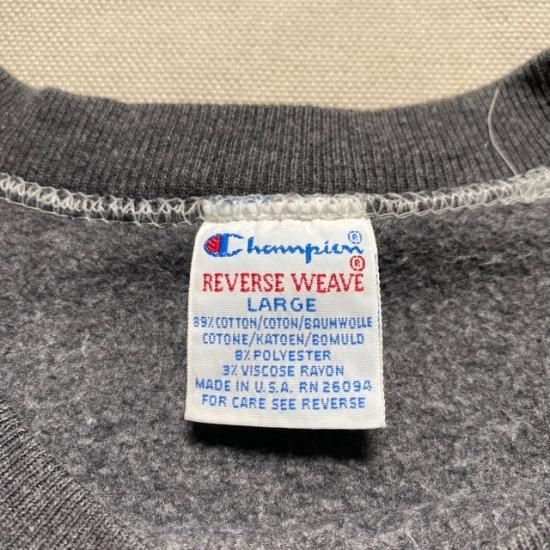 Champion®
REVERSE WEAVE®
LARGE
89% COTTON/COTON/BAUMWOLLE
COTONE/KATOEN/BOMULD
8% POLYESTER
3% VISCOSE RAYON
MADE IN U.S.A. RN 26094
FOR CARE SEE REVERSE